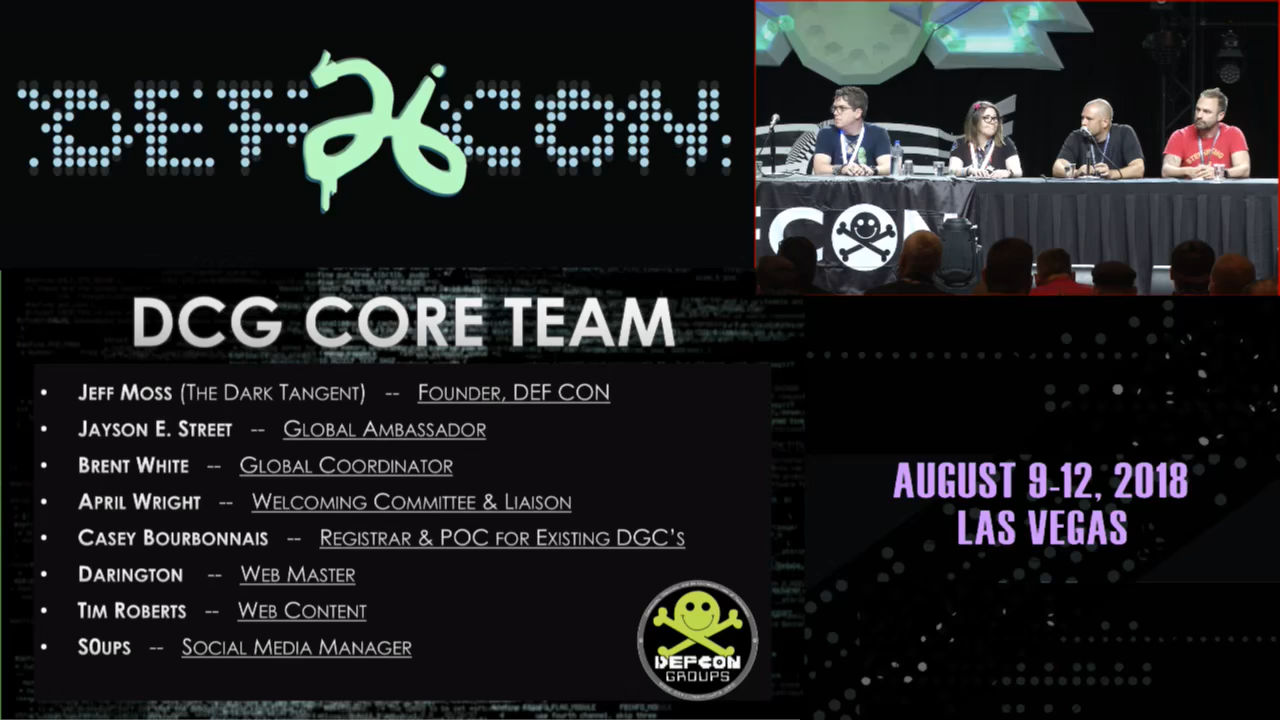 DEF CON 26
DCG CORE TEAM
• JEFF MOSS (THE DARK TANGENT) -- FOUNDER, DEF CON
• JAYSON E. STREET -- GLOBAL AMBASSADOR
• BRENT WHITE -- GLOBAL COORDINATOR
• APRIL WRIGHT -- WELCOMING COMMITTEE & LIAISON
• CASEY BOURBONNAIS -- REGISTRAR & POC FOR EXISTING DGC'S
• DARINGTON -- WEB MASTER
• TIM ROBERTS -- WEB CONTENT
• S0UPS -- SOCIAL MEDIA MANAGER
DEFCON
GROUPS
CON
AUGUST 9-12, 2018
LAS VEGAS